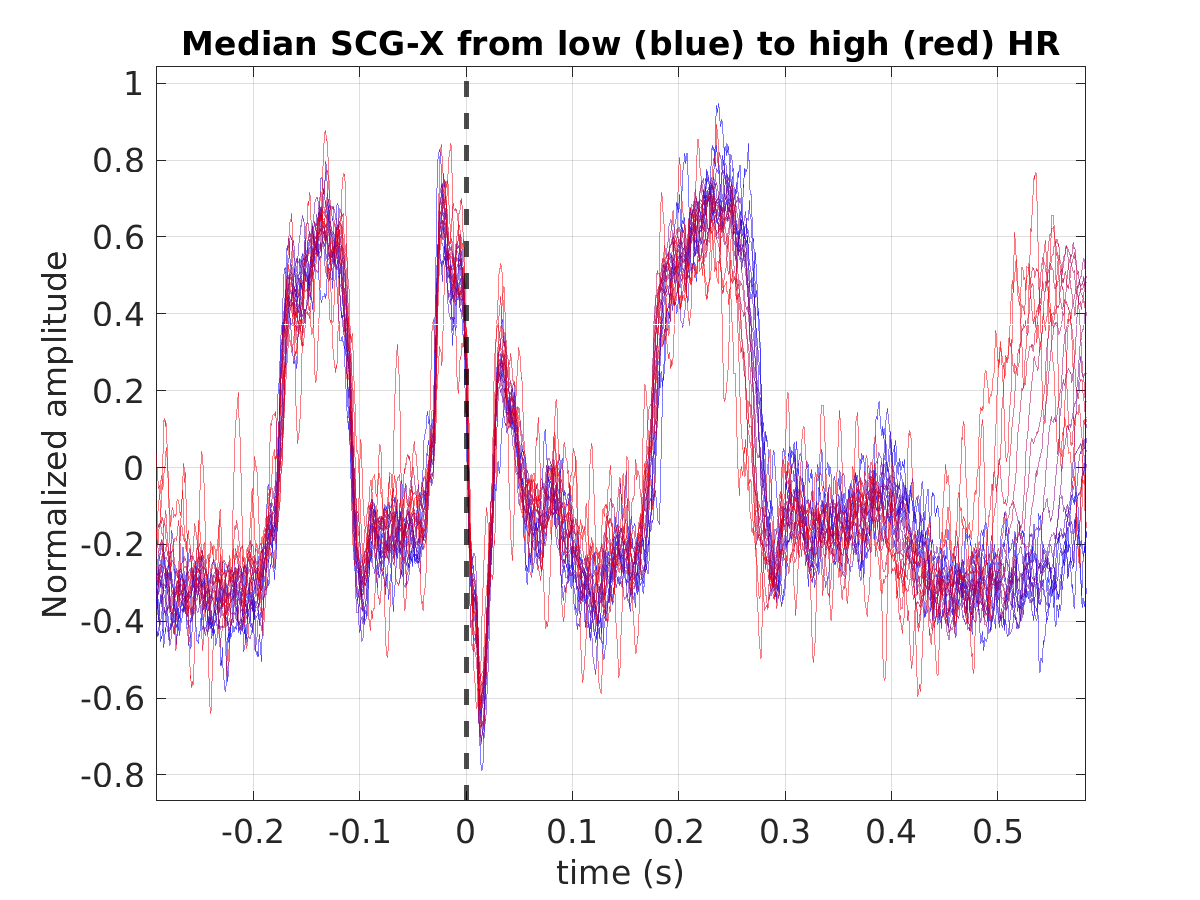 Median SCG-X from low (blue) to high (red) HR
1
0.8
0.6
0.4
0.2
0
-0.2
-0.4
-0.6
-0.8
Normalized amplitude
-0.2 -0.1 0 0.1 0.2 0.3 0.4 0.5
time (s)